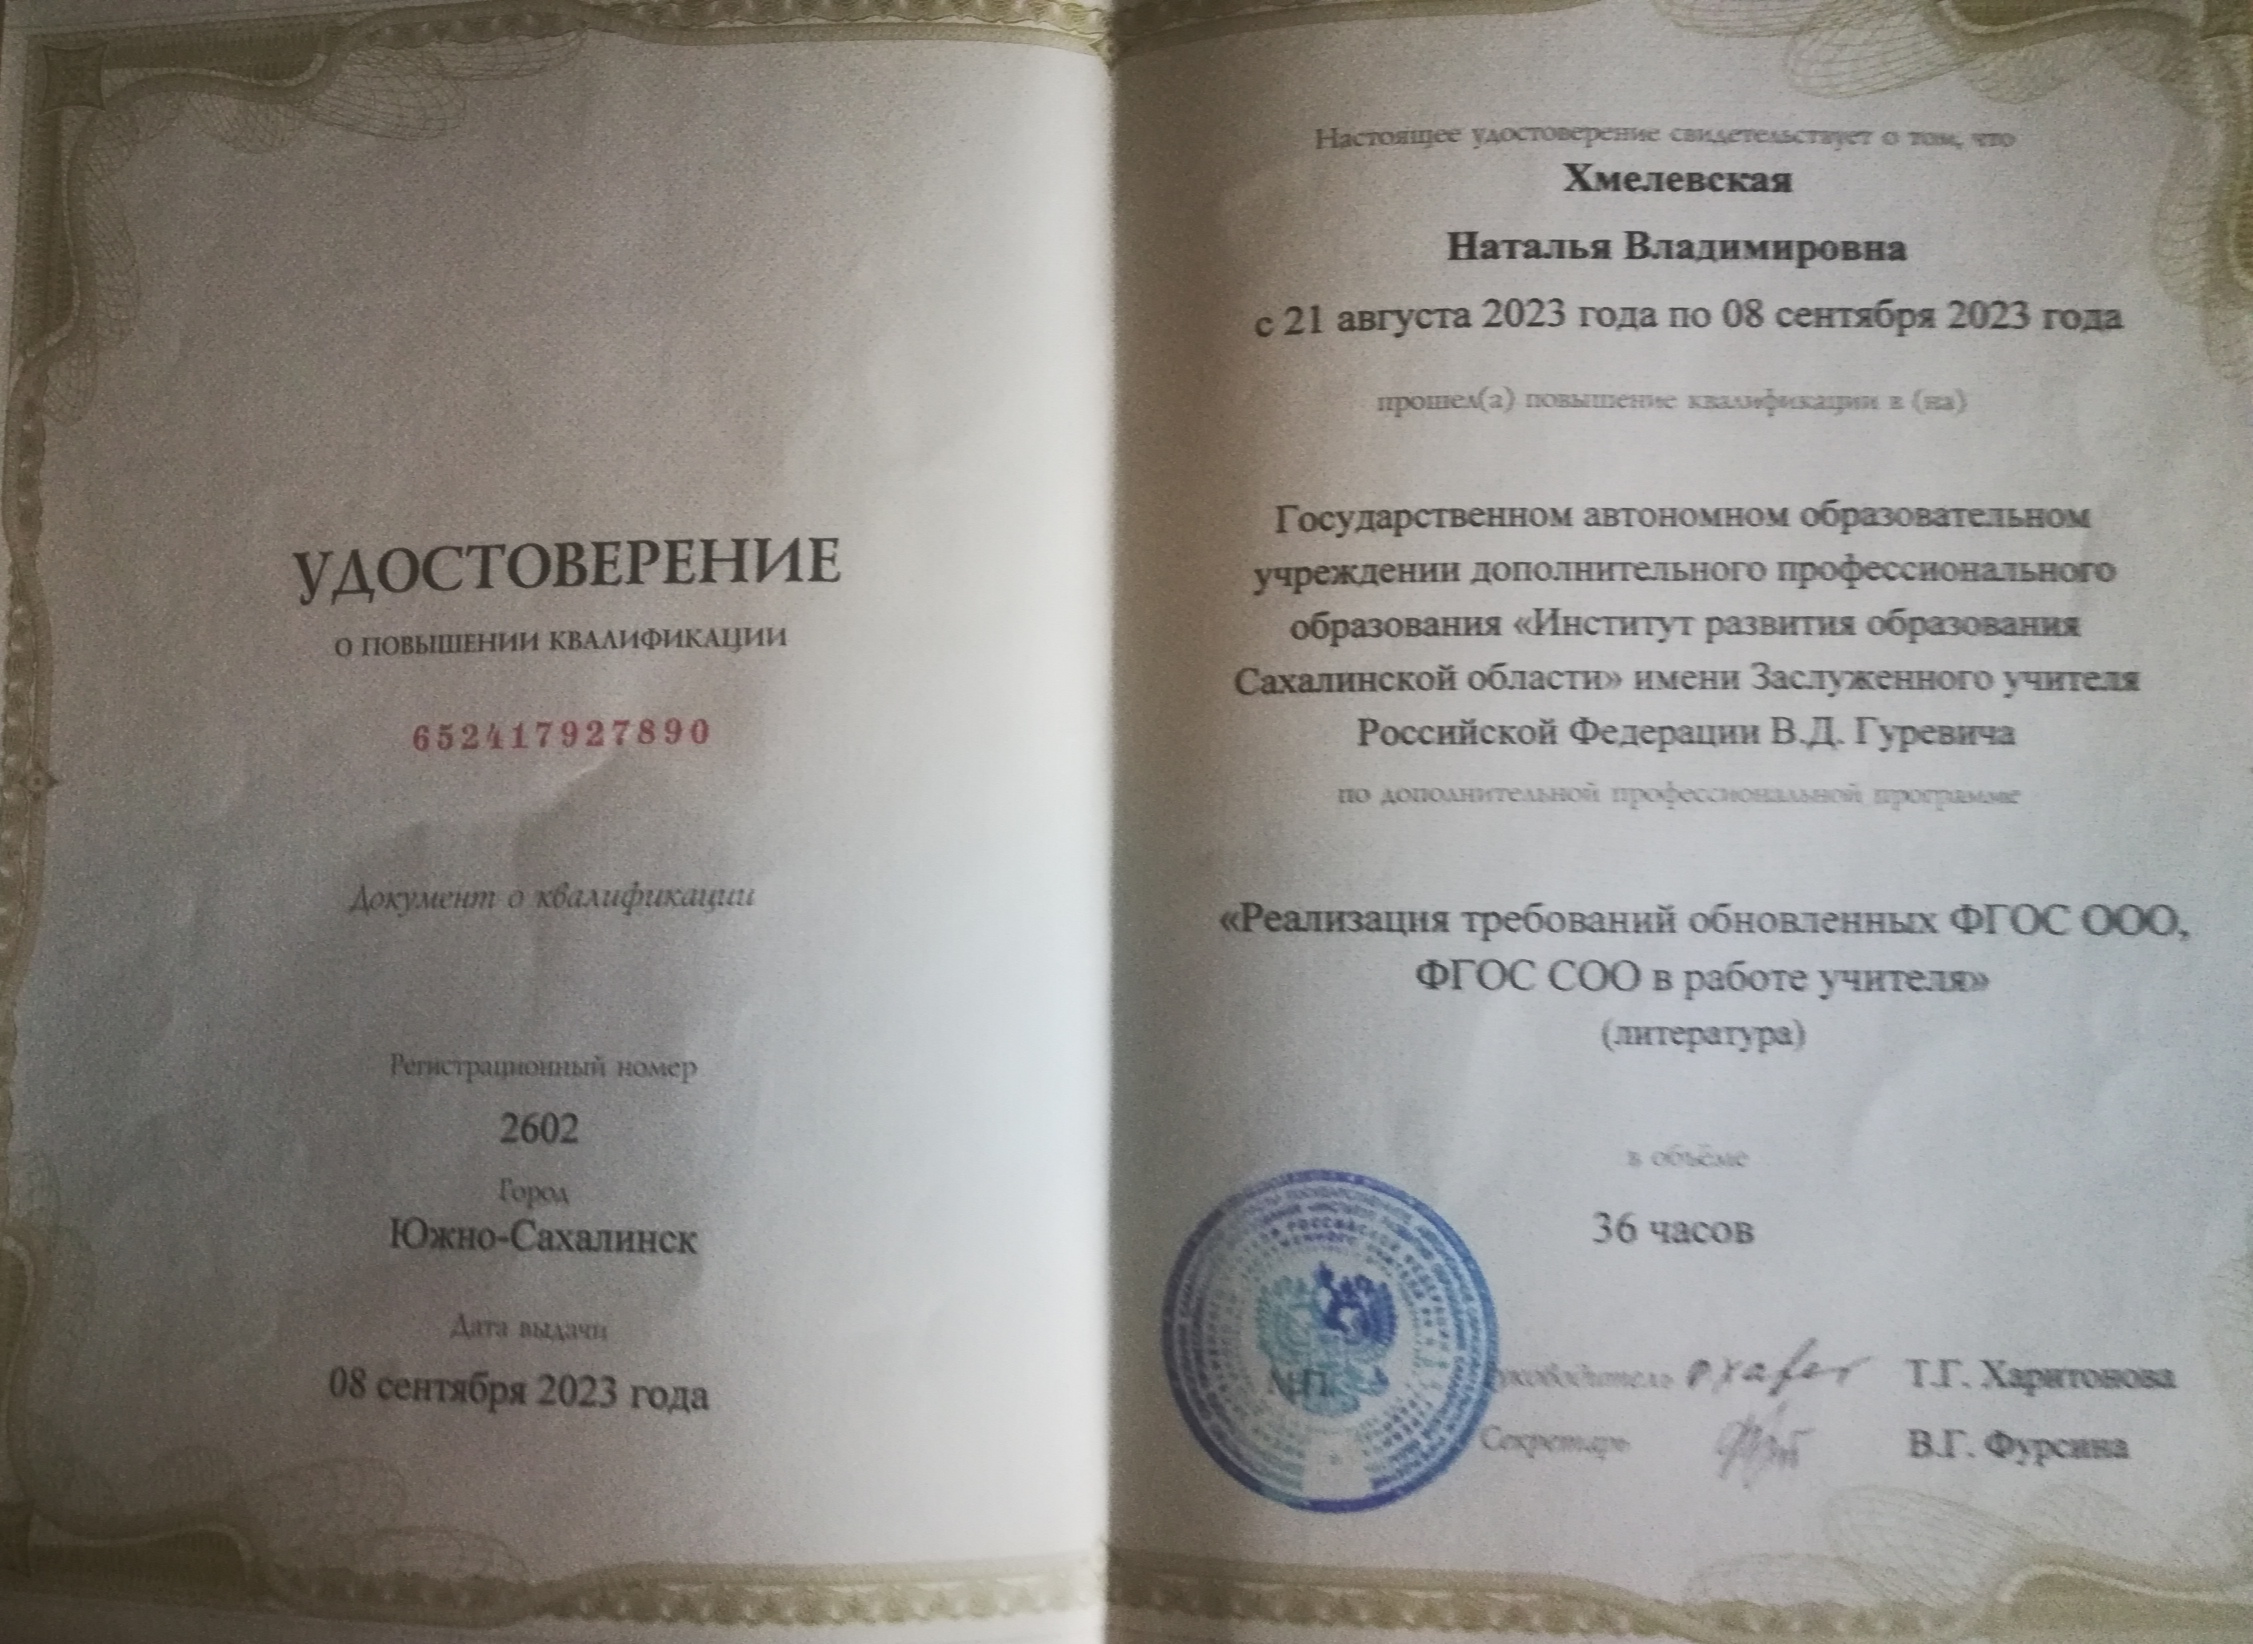 УДОСТОВЕРЕНИЕ
О ПОВЫШЕНИИ КВАЛИФИКАЦИИ
652417927890
Документ о квалификации
Регистрационный номер
2602
Город
Южно-Сахалинск
Дата выдачи
08 сентября 2023 года
Настоящее удостоверение свидетельствует о том, что
Хмелевская
Наталья Владимировна
с 21 августа 2023 года по 08 сентября 2023 года
прошел(а) повышение квалификации в (на)
Государственном автономном образовательном
учреждении дополнительного профессионального
образования «Институт развития образования
Сахалинской области» имени Заслуженного учителя
Российской Федерации В.Д. Гуревича
по дополнительной профессиональной программе
«Реализация требований обновленных ФГОС ООО,
ФГОС СОО в работе учителя»
(литература)
в объёме
36 часов
М.П.
Руководитель Т.Г. Харитонова
Секретарь В.Г. Фурсина